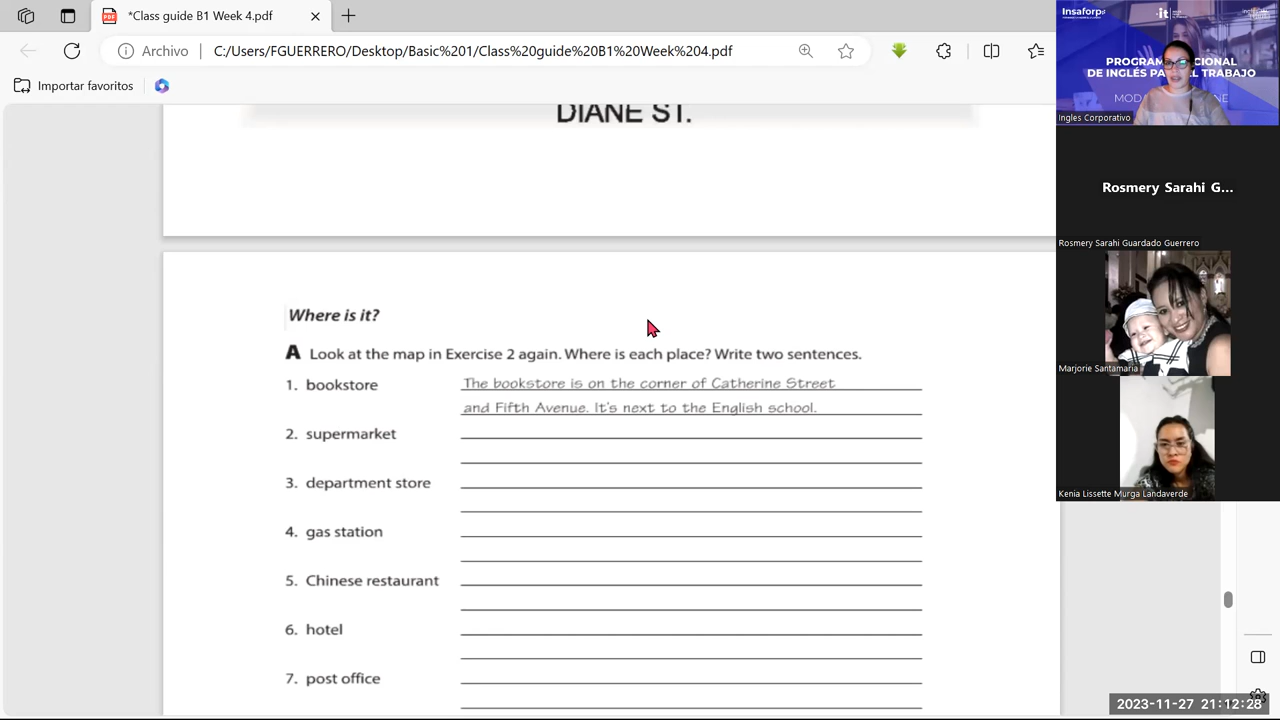 *Class guide B1 Week 4.pdf
Archivo
C:/Users/FGUERRERO/Desktop/Basic%201/Class%20guide%20B1%20Week%204.pdf
Importar favoritos
DIANE ST.
Where is it?
A Look at the map in Exercise 2 again. Where is each place? Write two sentences.
1. bookstore The bookstore is on the corner of Catherine Street
and Fifth Avenue. It's next to the English school.
2. supermarket
3. department store
4. gas station
5. Chinese restaurant
6. hotel
7. post office
Insaforp
it
DE INGLÉS
TRABAJO
Ingles Corporativo
Rosmery Sarahi G...
Rosmery Sarahi Guardado Guerrero
Marjorie Santamaria
Kenia Lissette Murga Landaverde
2023-11-27 21:12:28